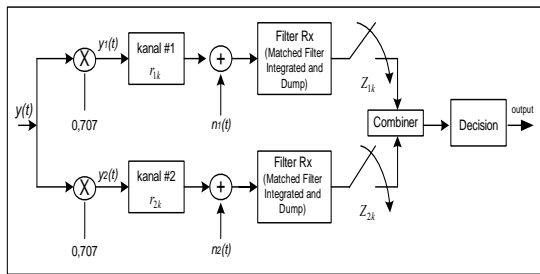 y(t)
y1(t)
0,707
kanal #1
r1k
+
n1(t)
Filter Rx
(Matched Filter
Integrated and
Dump)
Z1k
y2(t)
0,707
kanal #2
r2k
+
n2(t)
Filter Rx
(Matched Filter
Integrated and
Dump)
Z2k
Combiner
Decision
output